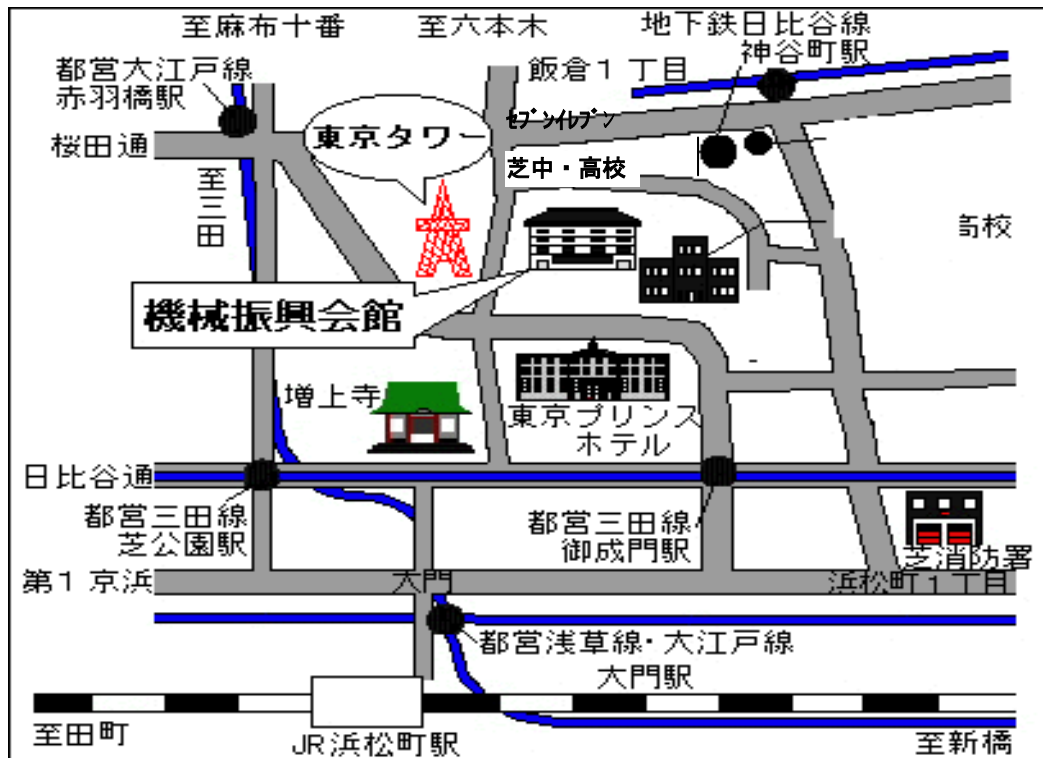 至麻布十番
至六本木
地下鉄日比谷線
神谷町駅
都営大江戸線
赤羽橋駅
飯倉1丁目
東京タワー
ｾﾌﾞﾝｲﾚﾌﾞﾝ
桜田通
芝中・高校
至三田
高校
機械振興会館
増上寺
東京プリンス
ホテル
日比谷通
都営三田線
芝公園駅
都営三田線
御成門駅
芝消防署
第1京浜
大門
浜松町1丁目
都営浅草線・大江戸線
大門駅
至田町
JR浜松町駅
至新橋